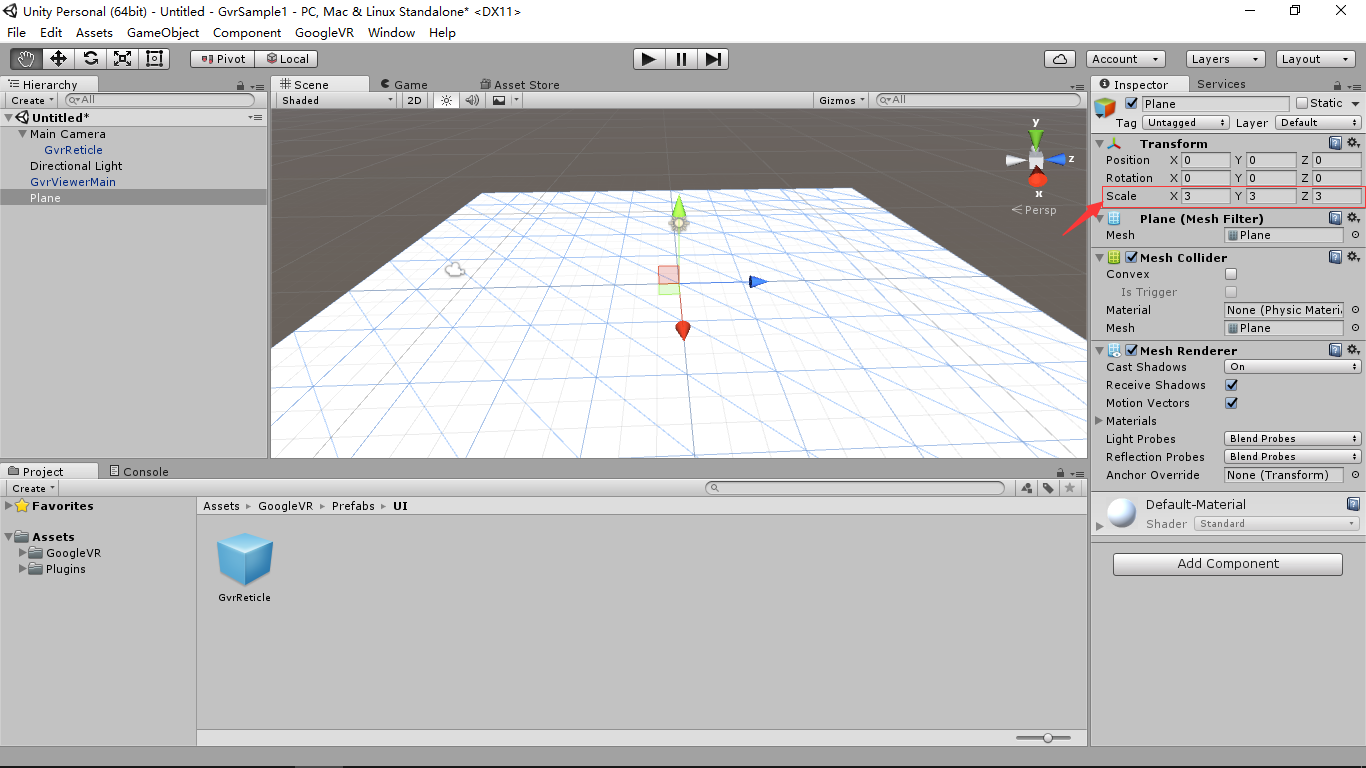 Unity Personal (64bit) - Untitled - GvrSample1 - PC, Mac & Linux Standalone* <DX11>
File Edit Assets GameObject Component GoogleVR Window Help
Pivot Local Account Layers Layout
Hierarchy
Create All
Untitled*
Main Camera
GvrReticle
Directional Light
GvrViewerMain
Plane
Scene Game Asset Store
Shaded 2D Gizmos All
y
z
x
Persp
Inspector Services
Plane Static
Tag Untagged Layer Default
Transform
Position X 0 Y 0 Z 0
Rotation X 0 Y 0 Z 0
Scale X 3 Y 3 Z 3
Plane (Mesh Filter)
Mesh Plane
Mesh Collider
Convex
Is Trigger
Material None (Physic Materi
Mesh Plane
Mesh Renderer
Cast Shadows On
Receive Shadows
Motion Vectors
Materials
Light Probes Blend Probes
Reflection Probes Blend Probes
Anchor Override None (Transform)
Default-Material
Shader Standard
Add Component
Project Console
Create
Favorites
Assets
GoogleVR
Plugins
Assets GoogleVR Prefabs UI
GvrReticle